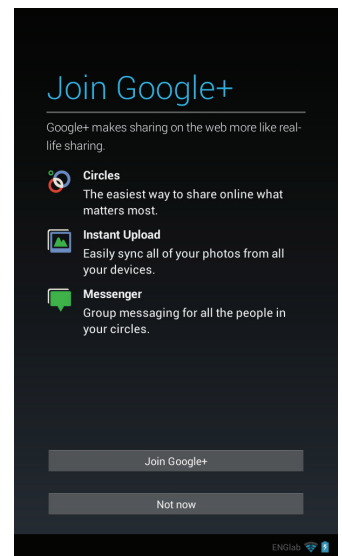 Join Google+
Google+ makes sharing on the web more like real-
life sharing.
Circles
The easiest way to share online what
matters most.
Instant Upload
Easily sync all of your photos from all
your devices.
Messenger
Group messaging for all the people in
your circles.
Join Google+
Not now
ENGlab